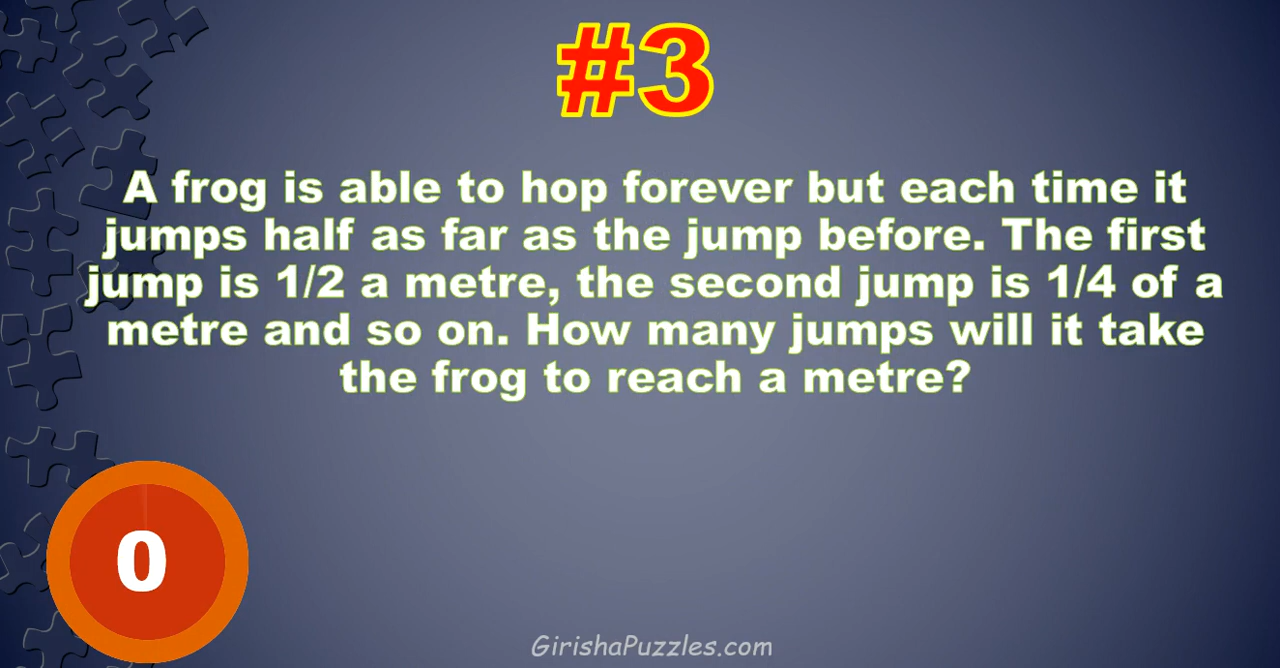 #3
A frog is able to hop forever but each time it
jumps half as far as the jump before. The first
jump is 1/2 a metre, the second jump is 1/4 of a
metre and so on. How many jumps will it take
the frog to reach a metre?
0
GirishaPuzzles.com